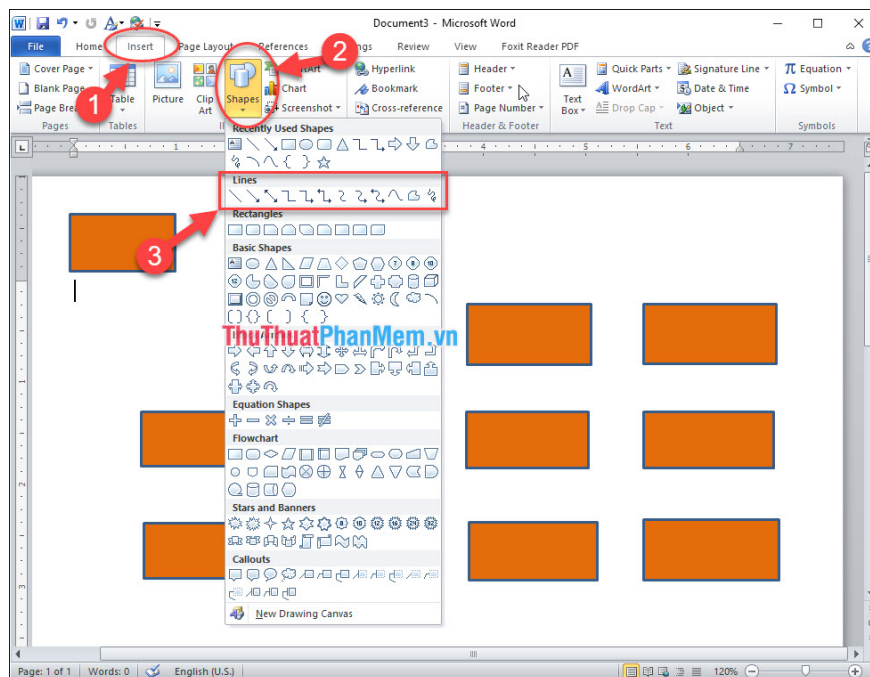 Document3 - Microsoft Word
File Home Insert Page Layout References Review View Foxit Reader PDF
1
2
3
Cover Page
Blank Page
Page
Pages
Table
Tables
Picture
Clip Art
Shapes
Chart
Screenshot
Hyperlink
Bookmark
Cross-reference
Header
Footer
Page Number
Header & Footer
Text Box
Quick Parts
WordArt
Drop Cap
Signature Line
Date & Time
Object
Text
Equation
Symbol
Symbols
Recently Used Shapes
Lines
Rectangles
Basic Shapes
ThuThuatPhanMem.vn
Equation Shapes
Flowchart
Stars and Banners
Callouts
New Drawing Canvas
Page: 1 of 1 Words: 0 English (U.S.) 120%